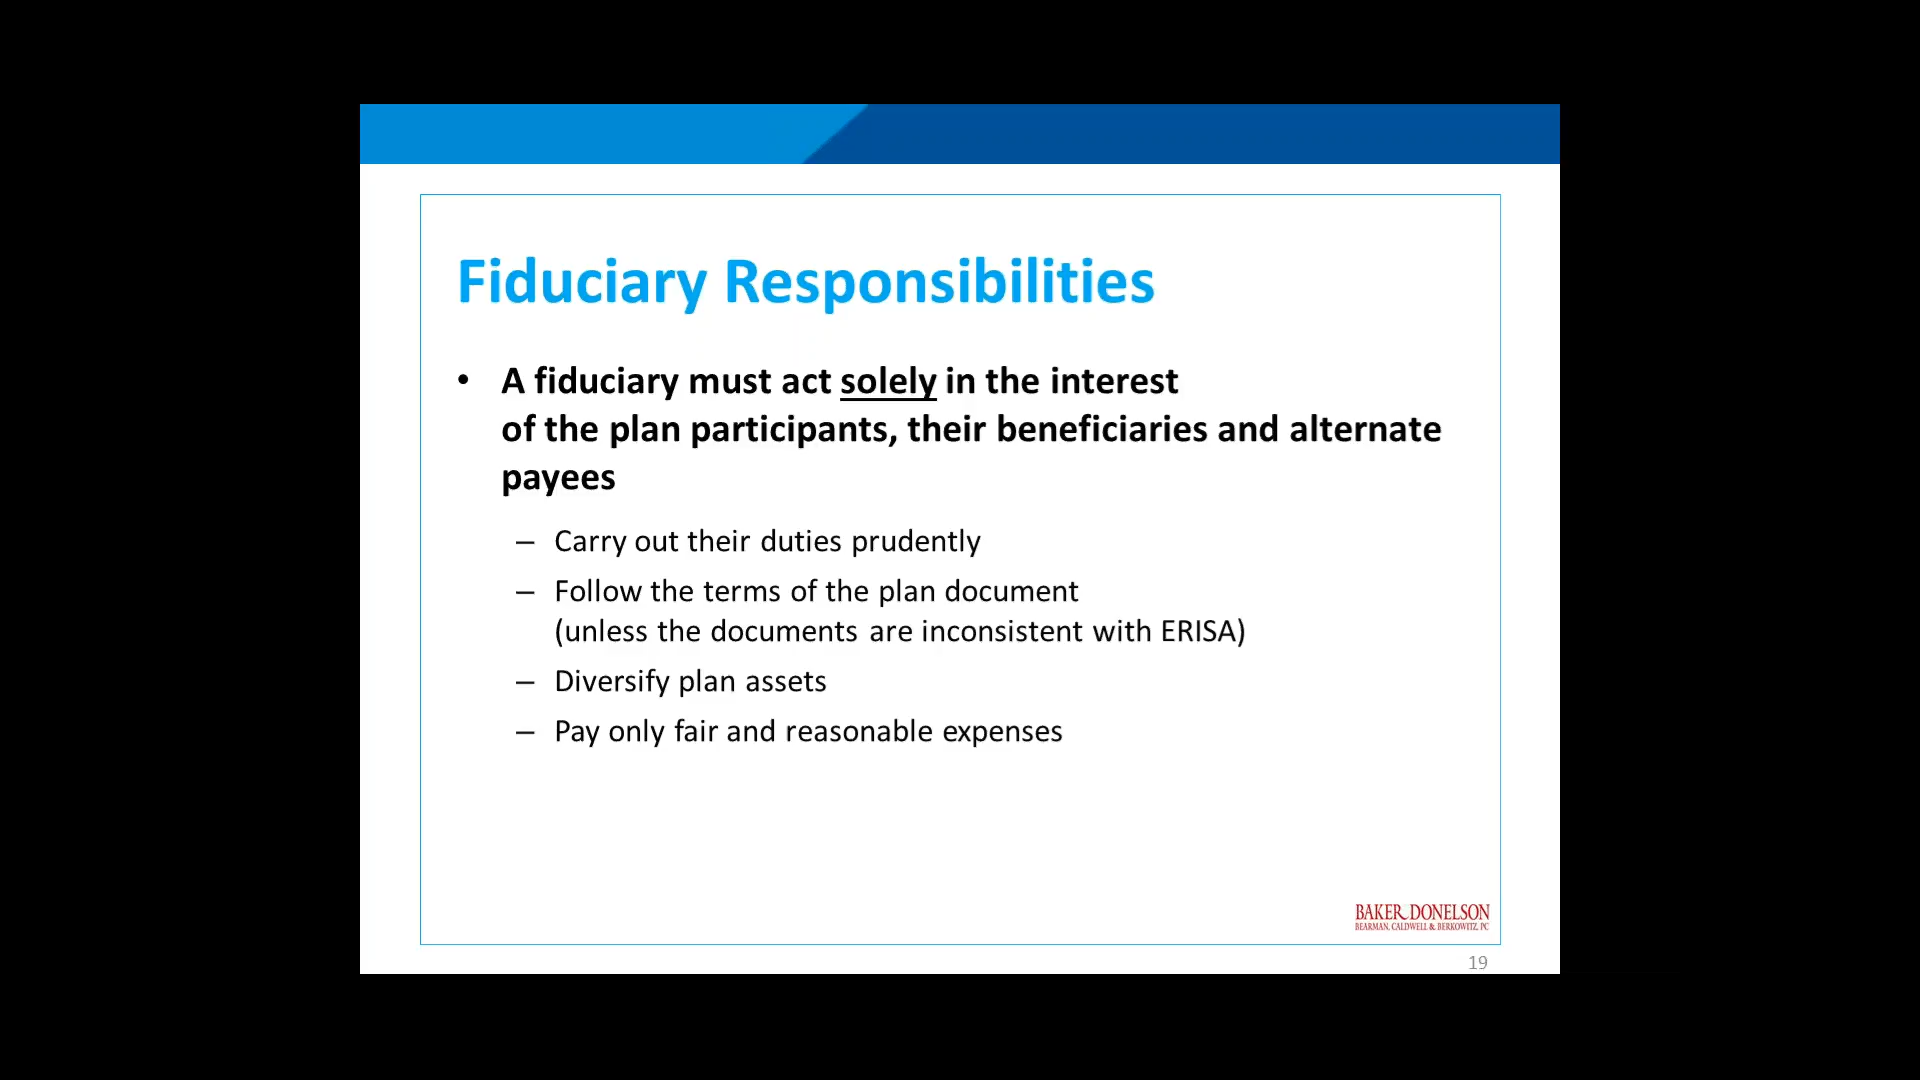 Fiduciary Responsibilities
• A fiduciary must act solely in the interest
of the plan participants, their beneficiaries and alternate
payees
– Carry out their duties prudently
– Follow the terms of the plan document
(unless the documents are inconsistent with ERISA)
– Diversify plan assets
– Pay only fair and reasonable expenses
BAKER DONELSON
BEARMAN, CALDWELL & BERKOWITZ, PC
19